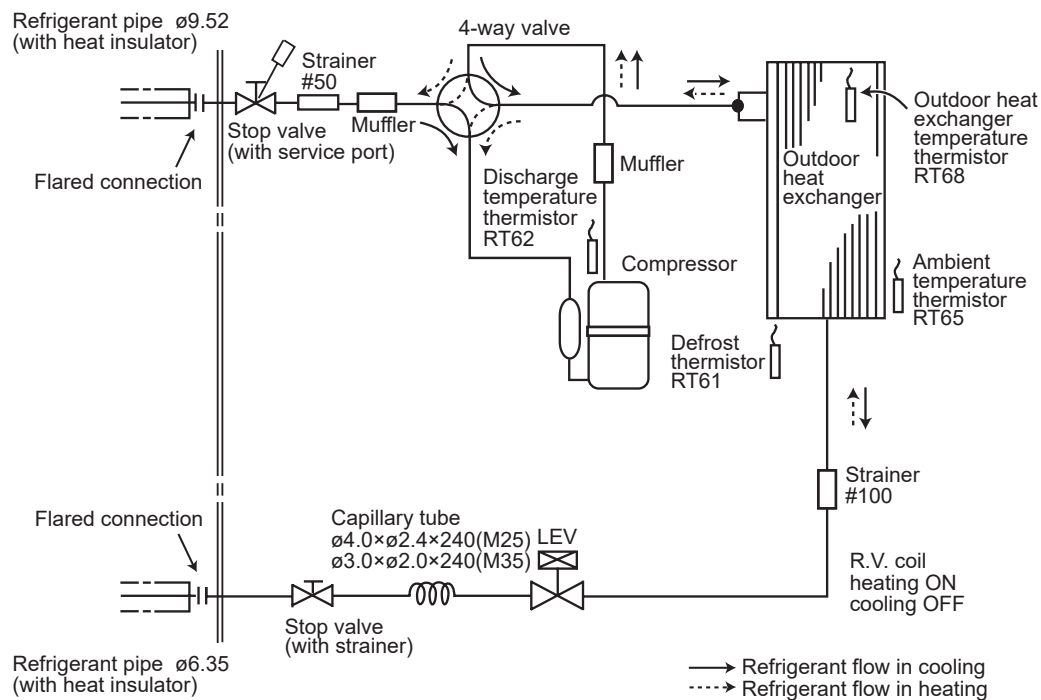 Refrigerant pipe ø9.52
(with heat insulator)
4-way valve
Strainer
#50
Stop valve
(with service port)
Muffler
Flared connection
Discharge
temperature
thermistor
RT62
Muffler
Compressor
Outdoor
heat
exchanger
Outdoor heat
exchanger
temperature
thermistor
RT68
Ambient
temperature
thermistor
RT65
Defrost
thermistor
RT61
Strainer
#100
Flared connection
Capillary tube
ø4.0×ø2.4×240(M25)
ø3.0×ø2.0×240(M35)
LEV
R.V. coil
heating ON
cooling OFF
Stop valve
(with strainer)
Refrigerant pipe ø6.35
(with heat insulator)
Refrigerant flow in cooling
Refrigerant flow in heating